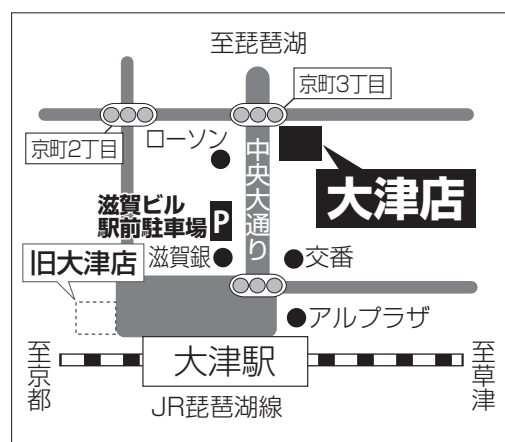 至琵琶湖
京町3丁目
京町2丁目
ローソン
中央大通り
大津店
滋賀ビル
駅前駐車場
P
旧大津店
滋賀銀
交番
アルプラザ
至京都
大津駅
至草津
JR琵琶湖線